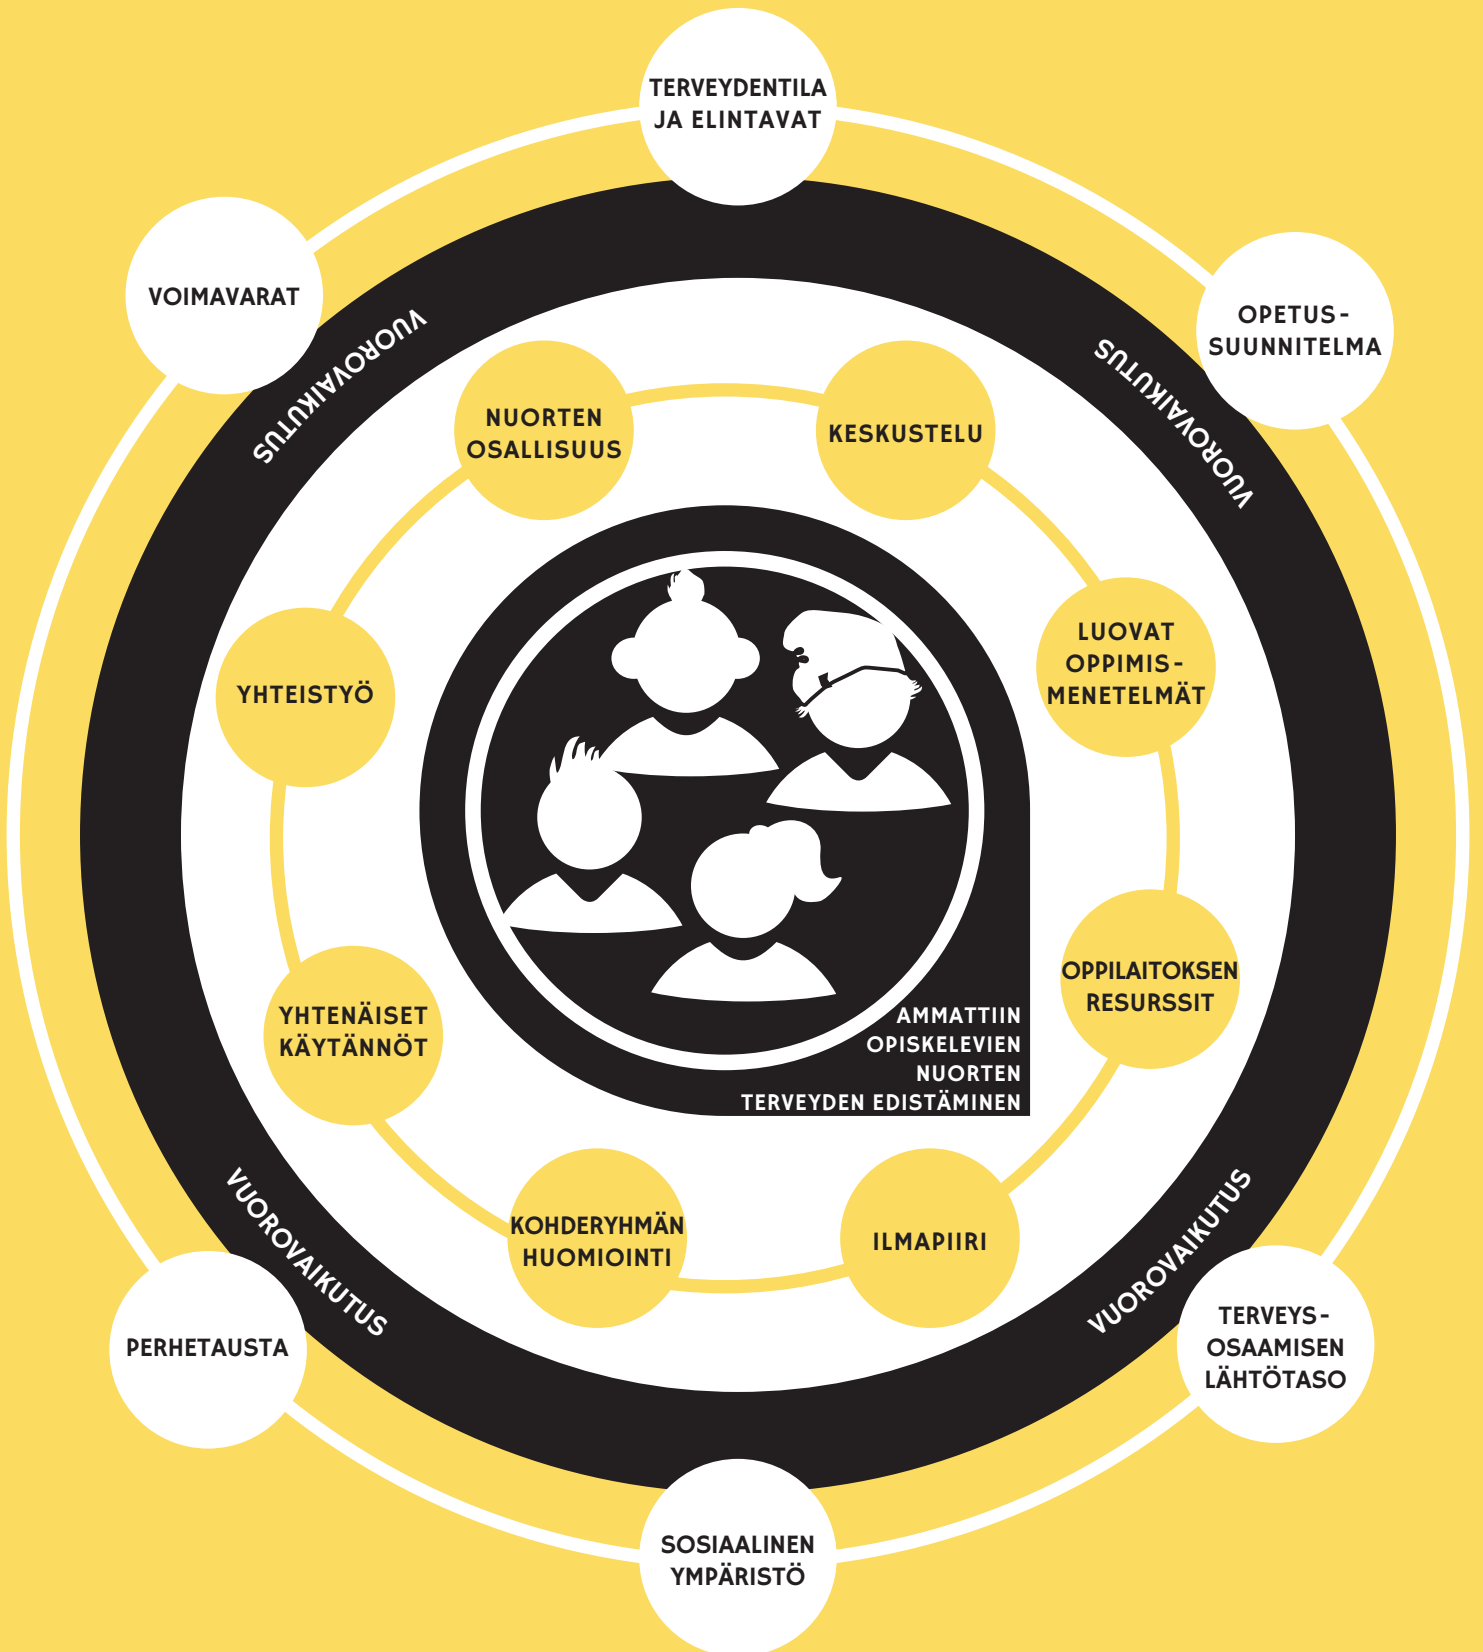 TERVEYDENTILA
JA ELINTAVAT
VOIMAVARAT
OPETUS-
SUUNNITELMA
VUOROVAIKUTUS
VUOROVAIKUTUS
NUORTEN
OSALLISUUS
KESKUSTELU
LUOVAT
OPPIMIS-
MENETELMÄT
YHTEISTYÖ
OPPILAITOKSEN
RESURSSIT
YHTENÄISET
KÄYTÄNNÖT
AMMATTIIN
OPISKELEVIEN
NUORTEN
TERVEYDEN EDISTÄMINEN
KOHDERYHMÄN
HUOMIOINTI
ILMAPIIRI
VUOROVAIKUTUS
VUOROVAIKUTUS
PERHETAUSTA
TERVEYS-
OSAAMISEN
LÄHTÖTASO
SOSIAALINEN
YMPÄRISTÖ